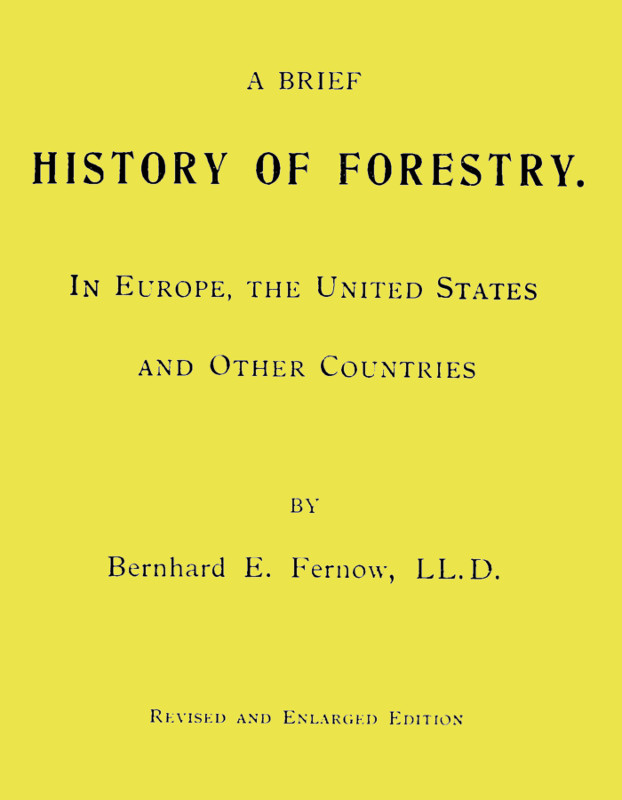 A BRIEF
HISTORY OF FORESTRY.
IN EUROPE, THE UNITED STATES
AND OTHER COUNTRIES
BY
Bernhard E. Fernow, LL.D.
REVISED AND ENLARGED EDITION